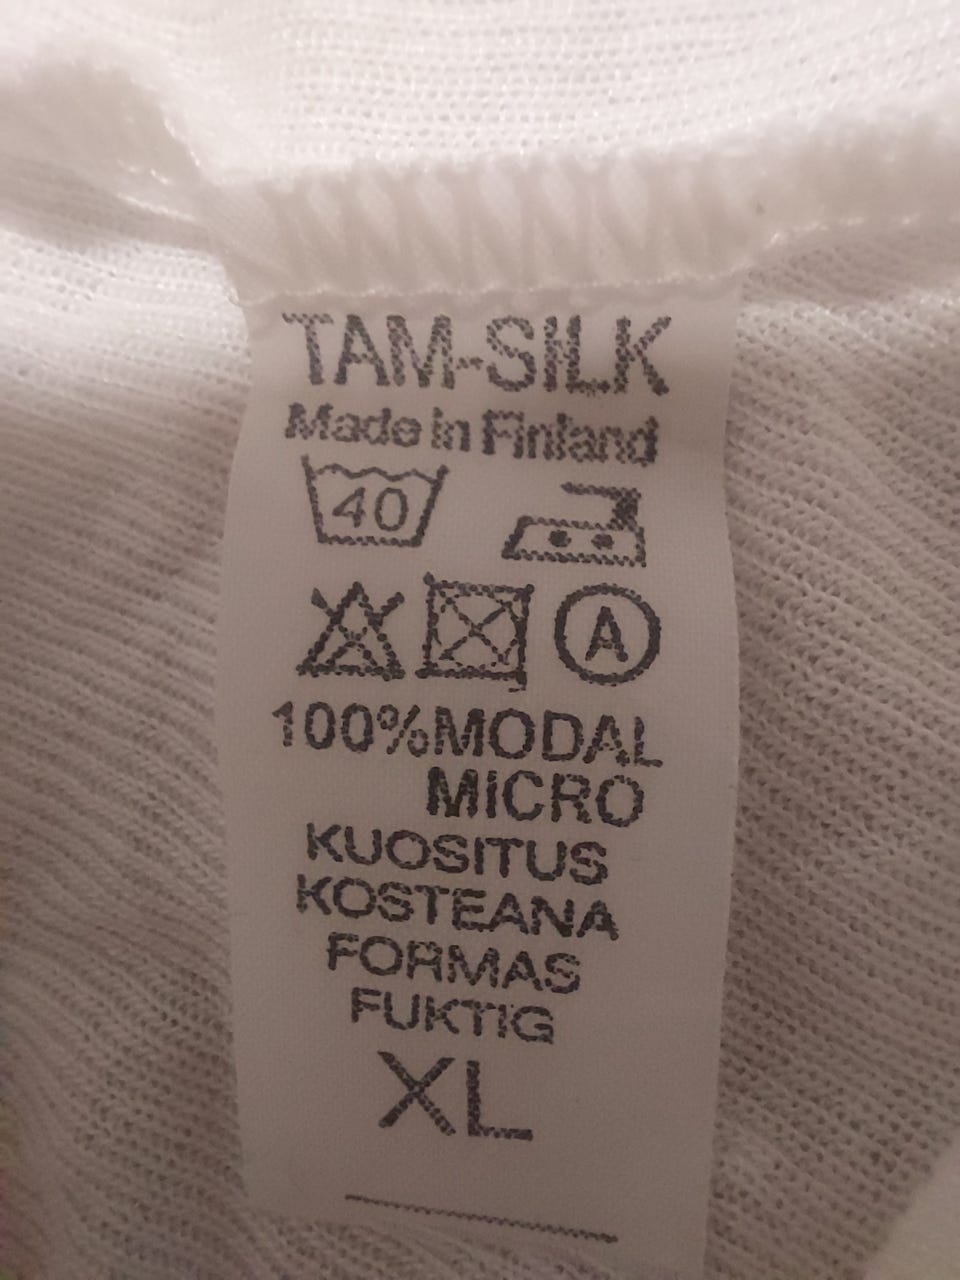 TAM-SILK
Made in Finland
40
A
100%MODAL
MICRO
KUOSITUS
KOSTEANA
FORMAS
FUKTIG
XL